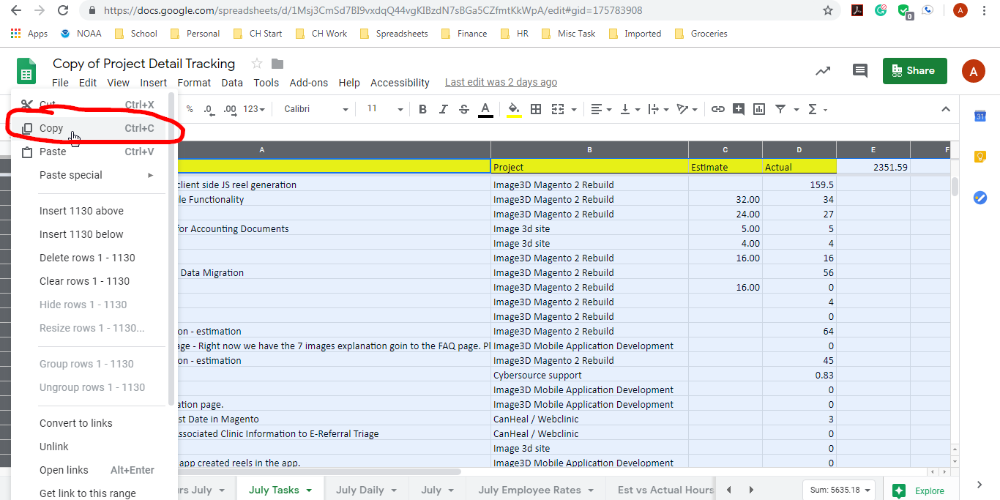 https://docs.google.com/spreadsheets/d/1Msj3CmSd7BI9vxdqQ44vgKIBzdN7sBGa5CZfmtKkWpA/edit#gid=175783908
A
0
Apps NOAA School Personal CH Start CH Work Spreadsheets Finance HR Misc Task Imported Groceries
Copy of Project Detail Tracking
File Edit View Insert Format Data Tools Add-ons Help Accessibility Last edit was 2 days ago
Share
A
% .0 .00 123 Calibri 11 B I S A Σ
31
Cut Ctrl+X
Copy Ctrl+C
Paste Ctrl+V
Paste special
Insert 1130 above
Insert 1130 below
Delete rows 1 - 1130
Clear rows 1 - 1130
Hide rows 1 - 1130
Resize rows 1 - 1130...
Group rows 1 - 1130
Ungroup rows 1 - 1130
Convert to links
Unlink
Open links Alt+Enter
Get link to this range
A B C D E F
Project Estimate Actual 2351.59
client side JS reel generation Image3D Magento 2 Rebuild 159.5
le Functionality Image3D Magento 2 Rebuild 32.00 34
Image3D Magento 2 Rebuild 24.00 27
for Accounting Documents Image 3d site 5.00 5
Image 3d site 4.00 4
Image3D Magento 2 Rebuild 16.00 16
Data Migration Image3D Magento 2 Rebuild 56
Image3D Magento 2 Rebuild 16.00 0
Image3D Magento 2 Rebuild 4
Image3D Magento 2 Rebuild 0
on - estimation Image3D Magento 2 Rebuild 64
age - Right now we have the 7 images explanation goin to the FAQ page. Pl Image3D Mobile Application Development 0
on - estimation Image3D Magento 2 Rebuild 45
Cybersource support 0.83
Image3D Mobile Application Development 0
ation page. Image3D Mobile Application Development 0
st Date in Magento CanHeal / Webclinic 3
Associated Clinic Information to E-Referral Triage CanHeal / Webclinic 0
Image 3d site 0
app created reels in the app. Image3D Mobile Application Development 0
rs July July Tasks July Daily July July Employee Rates Est vs Actual Hours Sum: 5635.18 Explore